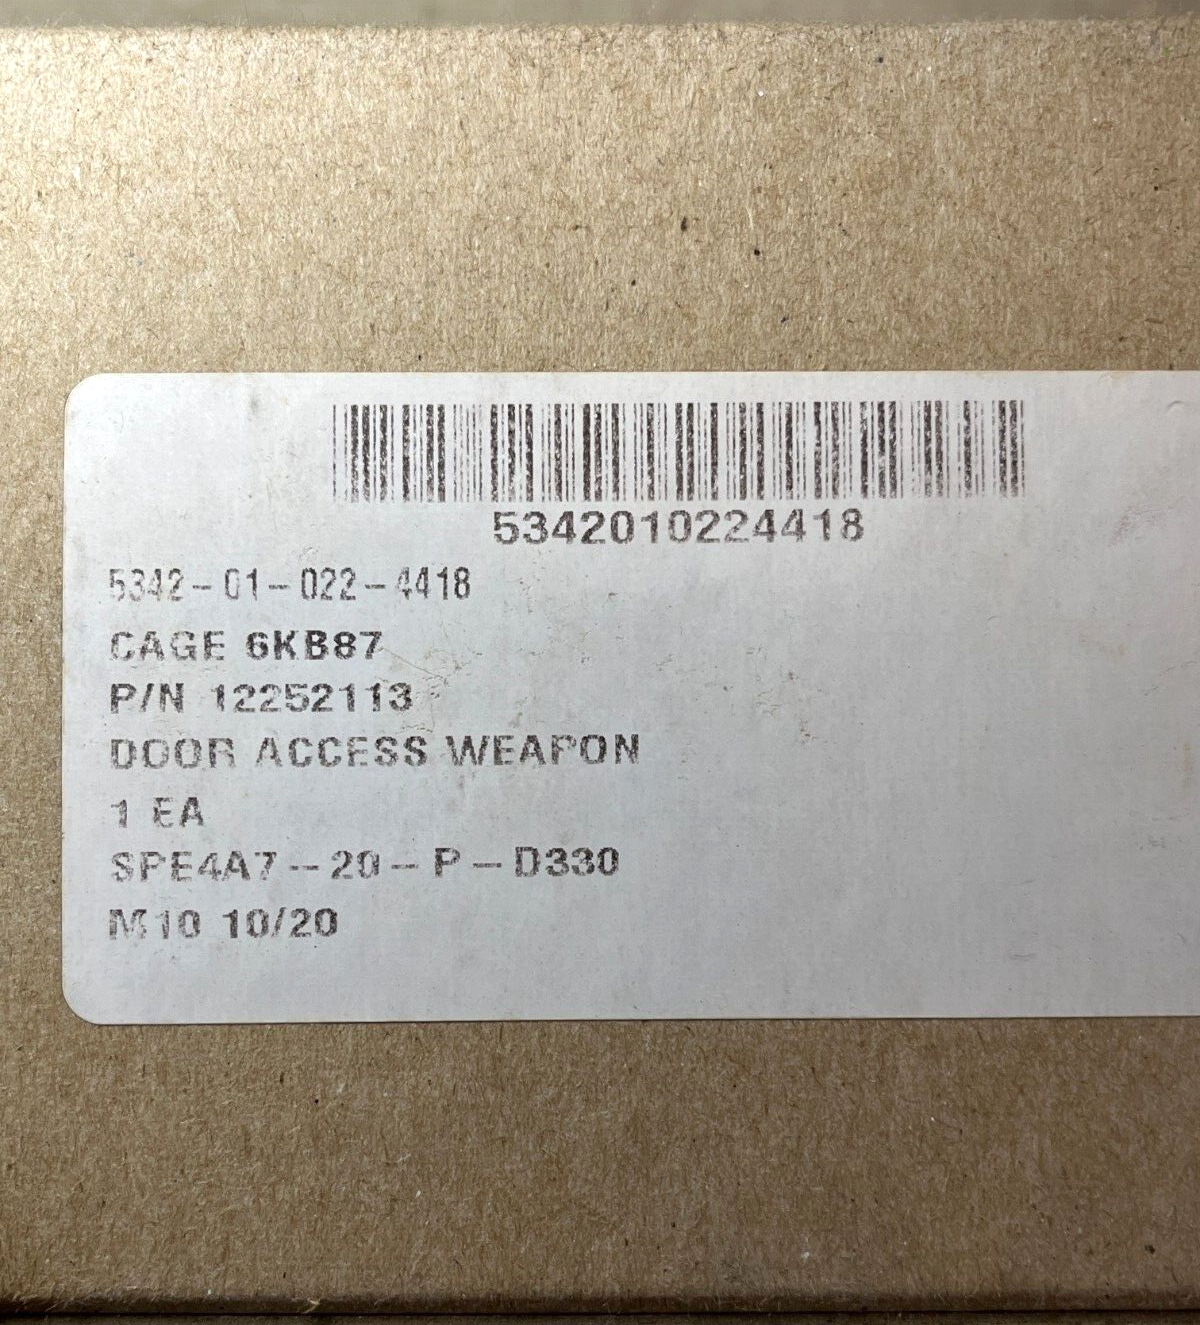 5342010224418
5342-01-022-4418
CAGE 6KB87
P/N 12252113
DOOR ACCESS WEAPON
1 EA
SPE4A7-20-P-D330
M10 10/20